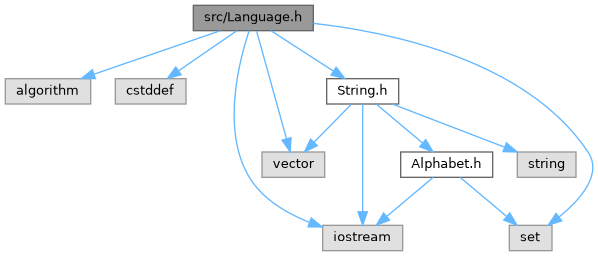 src/Language.h
algorithm
cstddef
String.h
vector
Alphabet.h
string
iostream
set